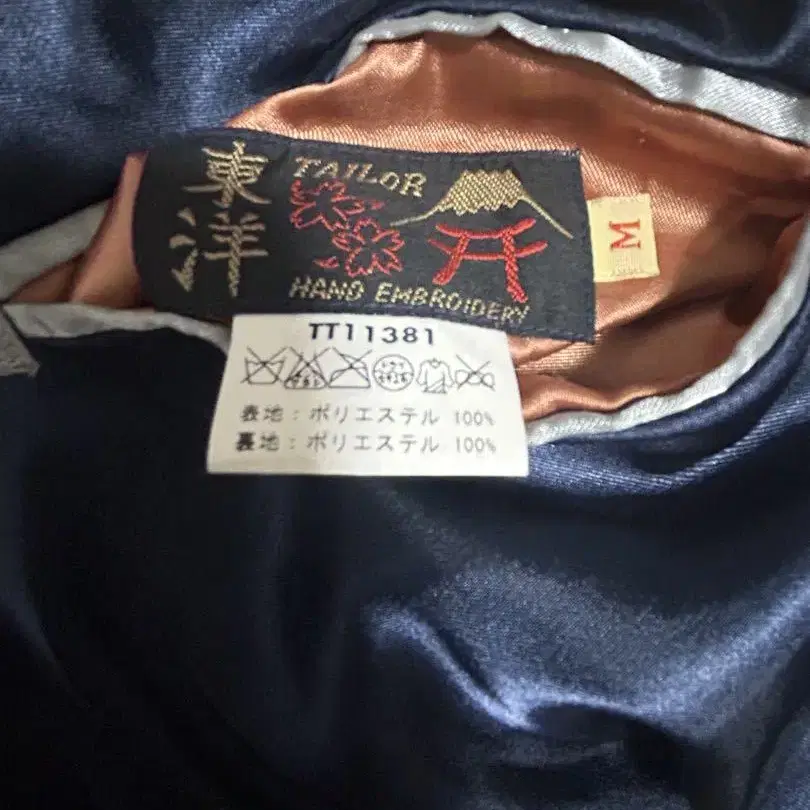 東洋
TAILOR
HAND EMBROIDERY
M
TT11381
表地：ポリエステル 100%
裏地：ポリエステル 100%